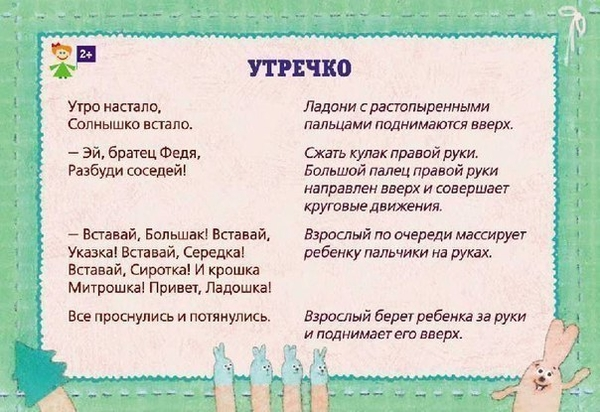 2+
УТРЕЧКО
Утро настало,
Солнышко встало.
Ладони с растопыренными
пальцами поднимаются вверх.
— Эй, братец Федя,
Разбуди соседей!
Сжать кулак правой руки.
Большой палец правой руки
направлен вверх и совершает
круговые движения.
— Вставай, Большак! Вставай,
Указка! Вставай, Середка!
Вставай, Сиротка! И крошка
Митрошка! Привет, Ладошка!
Взрослый по очереди массирует
ребенку пальчики на руках.
Все проснулись и потянулись.
Взрослый берет ребенка за руки
и поднимает его вверх.